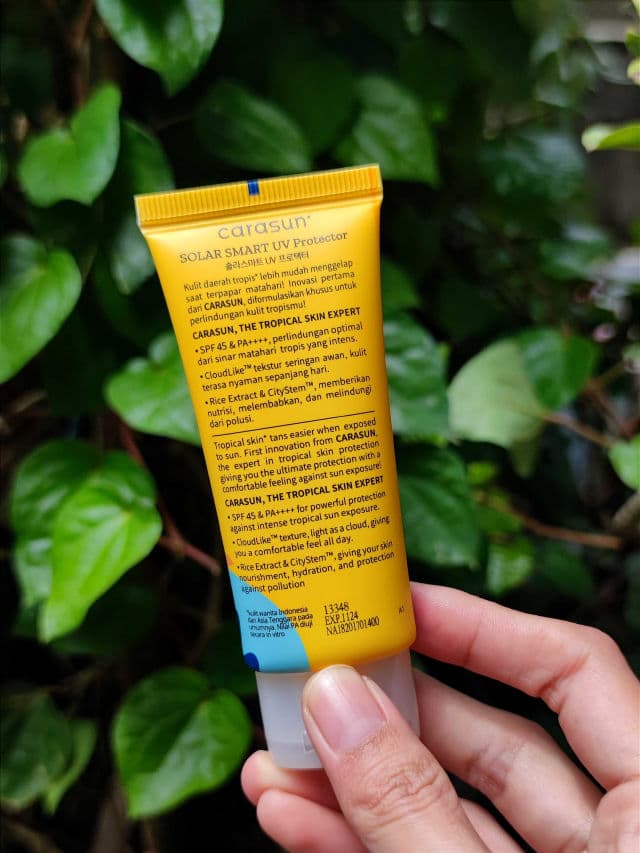 carasun
SOLAR SMART UV Protector
솔라스마트 UV 프로텍터
Kulit daerah tropis* lebih mudah menggelap
saat terpapar matahari! Inovasi pertama
dari CARASUN, diformulasikan khusus untuk
perlindungan kulit tropismu!
CARASUN, THE TROPICAL SKIN EXPERT
• SPF 45 & PA++++, perlindungan optimal
dari sinar matahari tropis yang intens.
• CloudLike™ tekstur seringan awan, kulit
terasa nyaman sepanjang hari.
• Rice Extract & CityStem™, memberikan
nutrisi, melembabkan, dan melindungi
dari polusi.
Tropical skin* tans easier when exposed
to sun. First innovation from CARASUN,
the expert in tropical skin protection
giving you the ultimate protection with a
comfortable feeling against sun exposure!
CARASUN, THE TROPICAL SKIN EXPERT
• SPF 45 & PA++++ for powerful protection
against intense tropical sun exposure.
• CloudLike™ texture, light as a cloud, giving
you a comfortable feel all day.
• Rice Extract & CityStem™, giving your skin
nourishment, hydration, and protection
against pollution
*kulit wanita Indonesia
dan Asia Tenggara pada
umumnya. Nilai PA diuji
secara in vitro
13348
EXP.1124
NA18201701400
A1